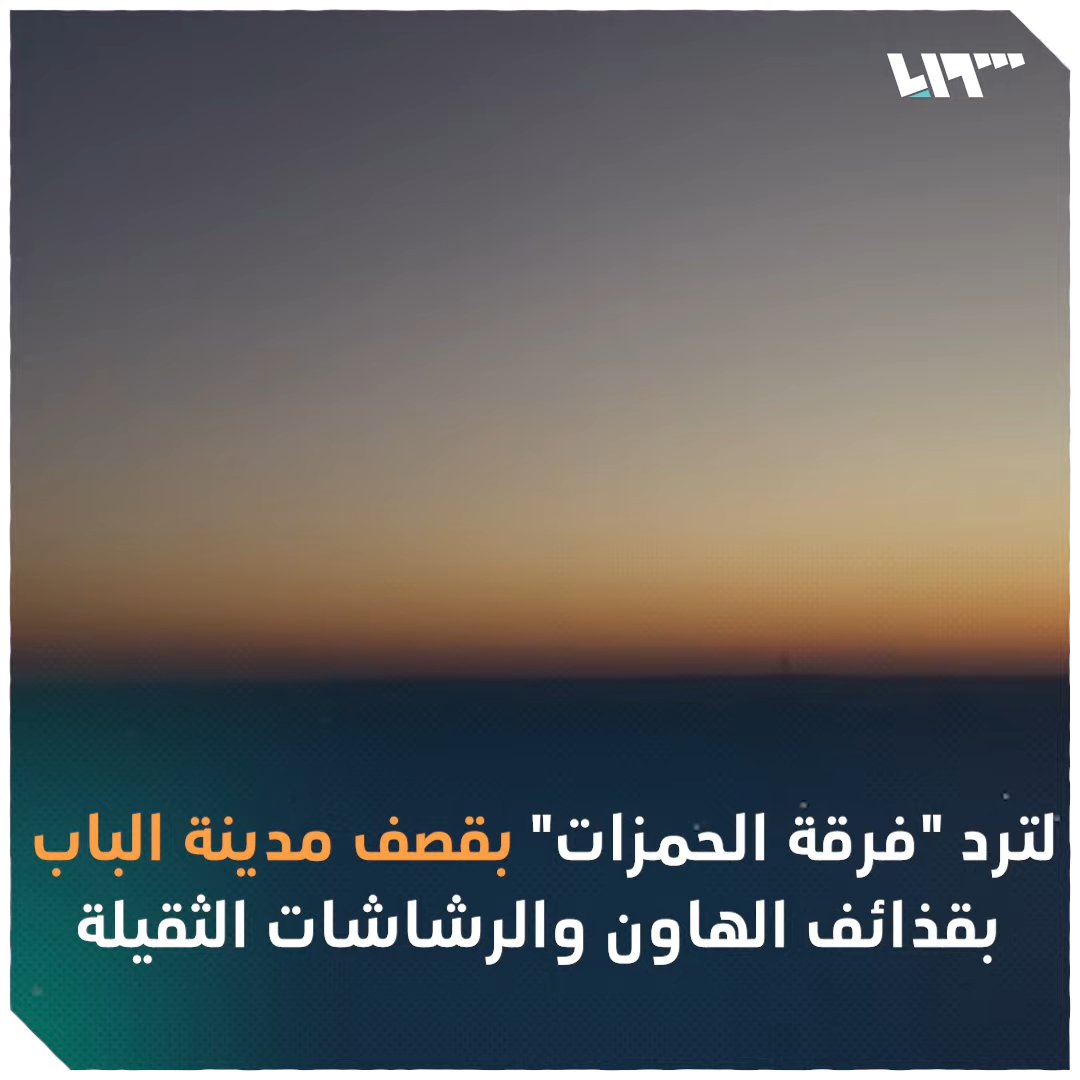 لترد "فرقة الحمزات" بقصف مدينة الباب
بقذائف الهاون والرشاشات الثقيلة